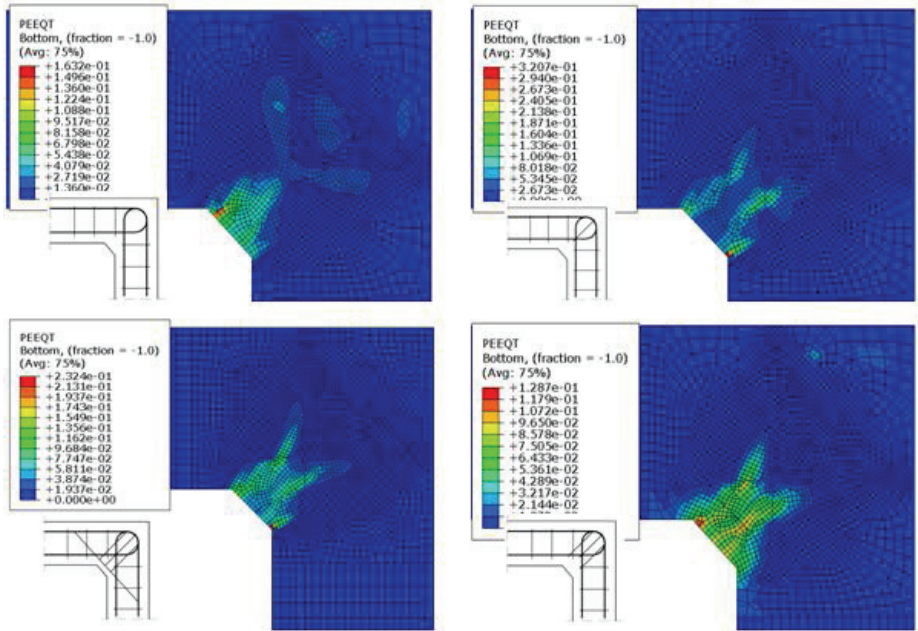 PEEQT
Bottom, (fraction = -1.0)
(Avg: 75%)
+1.632e-01
+1.496e-01
+1.360e-01
+1.224e-01
+1.088e-01
+9.517e-02
+8.158e-02
+6.798e-02
+5.438e-02
+4.079e-02
+2.719e-02
+1.360e-02
PEEQT
Bottom, (fraction = -1.0)
(Avg: 75%)
+3.207e-01
+2.940e-01
+2.673e-01
+2.405e-01
+2.138e-01
+1.871e-01
+1.604e-01
+1.336e-01
+1.069e-01
+8.018e-02
+5.345e-02
+2.673e-02
+0.000e+00
PEEQT
Bottom, (fraction = -1.0)
(Avg: 75%)
+2.324e-01
+2.131e-01
+1.937e-01
+1.743e-01
+1.549e-01
+1.356e-01
+1.162e-01
+9.684e-02
+7.747e-02
+5.811e-02
+3.874e-02
+1.937e-02
+0.000e+00
PEEQT
Bottom, (fraction = -1.0)
(Avg: 75%)
+1.287e-01
+1.179e-01
+1.072e-01
+9.650e-02
+8.578e-02
+7.505e-02
+6.433e-02
+5.361e-02
+4.289e-02
+3.217e-02
+2.144e-02